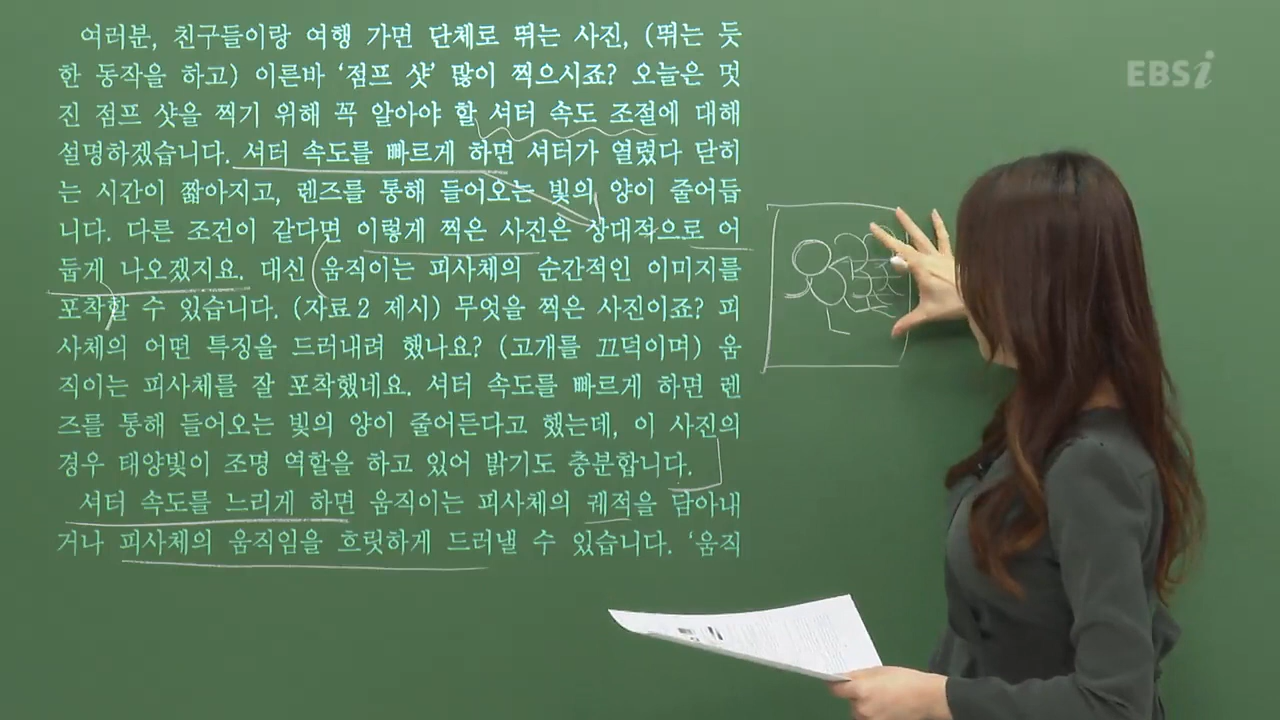 여러분, 친구들이랑 여행 가면 단체로 뛰는 사진, (뛰는 듯
한 동작을 하고) 이른바 ‘점프 샷’ 많이 찍으시죠? 오늘은 멋
진 점프 샷을 찍기 위해 꼭 알아야 할 셔터 속도 조절에 대해
설명하겠습니다. 셔터 속도를 빠르게 하면 셔터가 열렸다 닫히
는 시간이 짧아지고, 렌즈를 통해 들어오는 빛의 양이 줄어듭
니다. 다른 조건이 같다면 이렇게 찍은 사진은 상대적으로 어
둡게 나오겠지요. 대신 움직이는 피사체의 순간적인 이미지를
포착할 수 있습니다. (자료 2 제시) 무엇을 찍은 사진이죠? 피
사체의 어떤 특징을 드러내려 했나요? (고개를 끄덕이며) 움
직이는 피사체를 잘 포착했네요. 셔터 속도를 빠르게 하면 렌
즈를 통해 들어오는 빛의 양이 줄어든다고 했는데, 이 사진의
경우 태양빛이 조명 역할을 하고 있어 밝기도 충분합니다.
셔터 속도를 느리게 하면 움직이는 피사체의 궤적을 담아내
거나 피사체의 움직임을 흐릿하게 드러낼 수 있습니다. ‘움직
EBSi